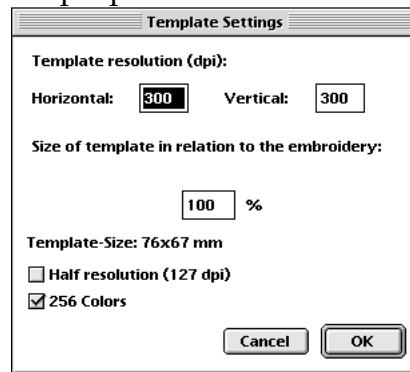 Template Settings
Template resolution (dpi):
Horizontal: 300 Vertical: 300
Size of template in relation to the embroidery:
100 %
Template-Size: 76x67 mm
Half resolution (127 dpi)
256 Colors
Cancel OK